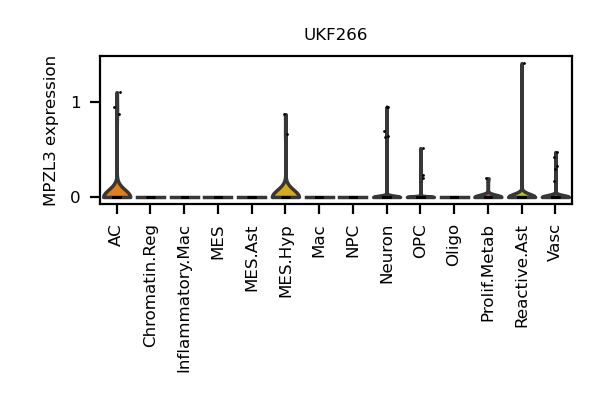 UKF266
MPZL3 expression
1
0
AC
Chromatin.Reg
Inflammatory.Mac
MES
MES.Ast
MES.Hyp
Mac
NPC
Neuron
OPC
Oligo
Prolif.Metab
Reactive.Ast
Vasc